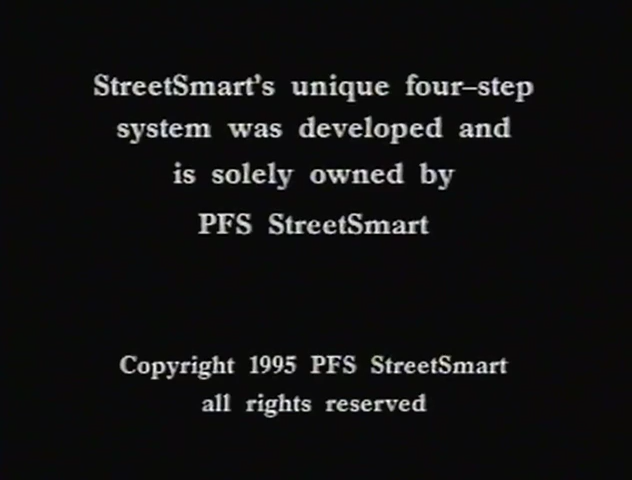 StreetSmart's unique four–step
system was developed and
is solely owned by
PFS StreetSmart
Copyright 1995 PFS StreetSmart
all rights reserved